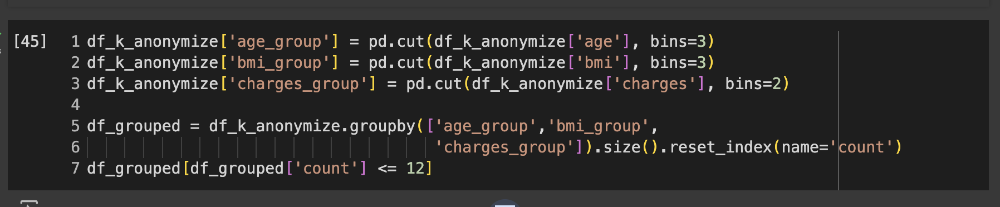 [45] 1 df_k_anonymize['age_group'] = pd.cut(df_k_anonymize['age'], bins=3)
2 df_k_anonymize['bmi_group'] = pd.cut(df_k_anonymize['bmi'], bins=3)
3 df_k_anonymize['charges_group'] = pd.cut(df_k_anonymize['charges'], bins=2)
4
5 df_grouped = df_k_anonymize.groupby(['age_group','bmi_group',
6 'charges_group']).size().reset_index(name='count')
7 df_grouped[df_grouped['count'] <= 12]